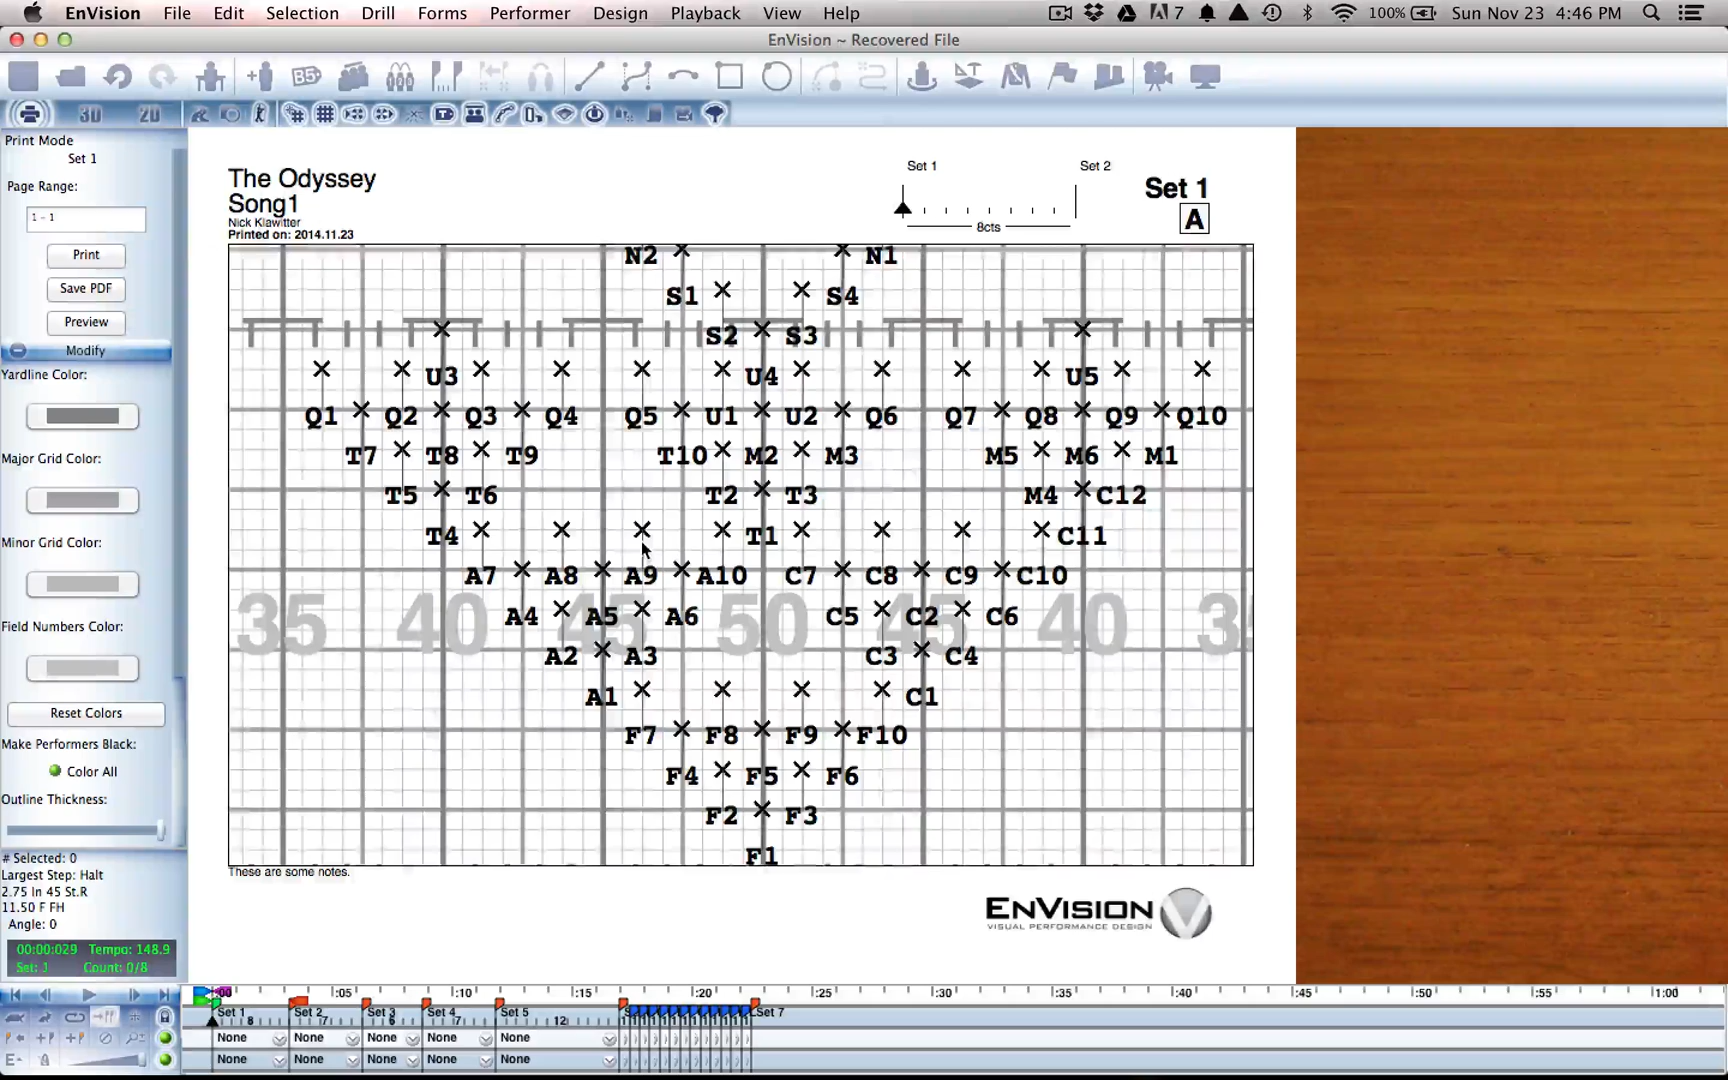 EnVision File Edit Selection Drill Forms Performer Design Playback View Help 7 100% Sun Nov 23 4:46 PM
EnVision ~ Recovered File
B5
3D 2D
Print Mode
Set 1
Page Range:
1 - 1
Print
Save PDF
Preview
Modify
Yardline Color:
Major Grid Color:
Minor Grid Color:
Field Numbers Color:
Reset Colors
Make Performers Black:
Color All
Outline Thickness:
# Selected: 0
Largest Step: Halt
2.75 In 45 St.R
11.50 F FH
Angle: 0
00:00:029 Tempo: 148.9
Set: 1 Count: 0/8
The Odyssey
Song1
Nick Klawitter
Printed on: 2014.11.23
Set 1 Set 2
8cts
Set 1
A
N2 N1
S1 S4
S2 S3
U3 U4 U5
Q1 Q2 Q3 Q4 Q5 U1 U2 Q6 Q7 Q8 Q9 Q10
T7 T8 T9 T10 M2 M3 M5 M6 M1
T5 T6 T2 T3 M4 C12
T4 T1 C11
A7 A8 A9 A10 C7 C8 C9 C10
A4 A5 A6 C5 C2 C6
35 40 45 50 45 40 35
A2 A3 C3 C4
A1 C1
F7 F8 F9 F10
F4 F5 F6
F2 F3
F1
These are some notes.
ENVISION
VISUAL PERFORMANCE DESIGN
:00 :05 :10 :15 :20 :25 :30 :35 :40 :45 :50 :55 1:00
Set 1 Set 2 Set 3 Set 4 Set 5 Set 7
8 7 6 7 12
None None None None None
None None None None None